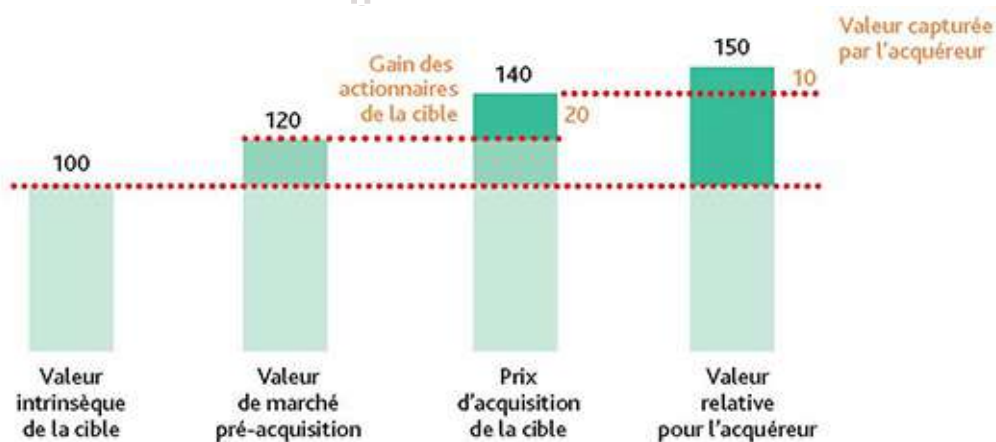 Valeur capturée
par l'acquéreur
150
10
Gain des
actionnaires
de la cible
140
20
120
100
Valeur
intrinsèque
de la cible
Valeur
de marché
pré-acquisition
Prix
d'acquisition
de la cible
Valeur
relative
pour l'acquéreur